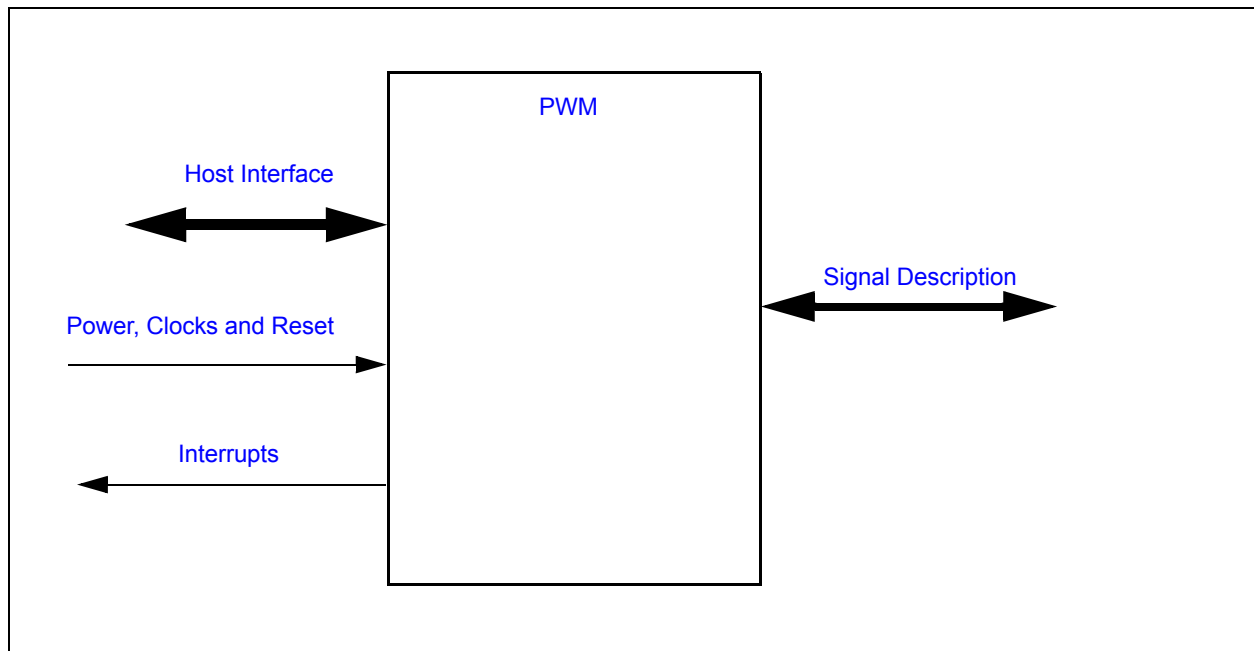 PWM
Host Interface
Signal Description
Power, Clocks and Reset
Interrupts